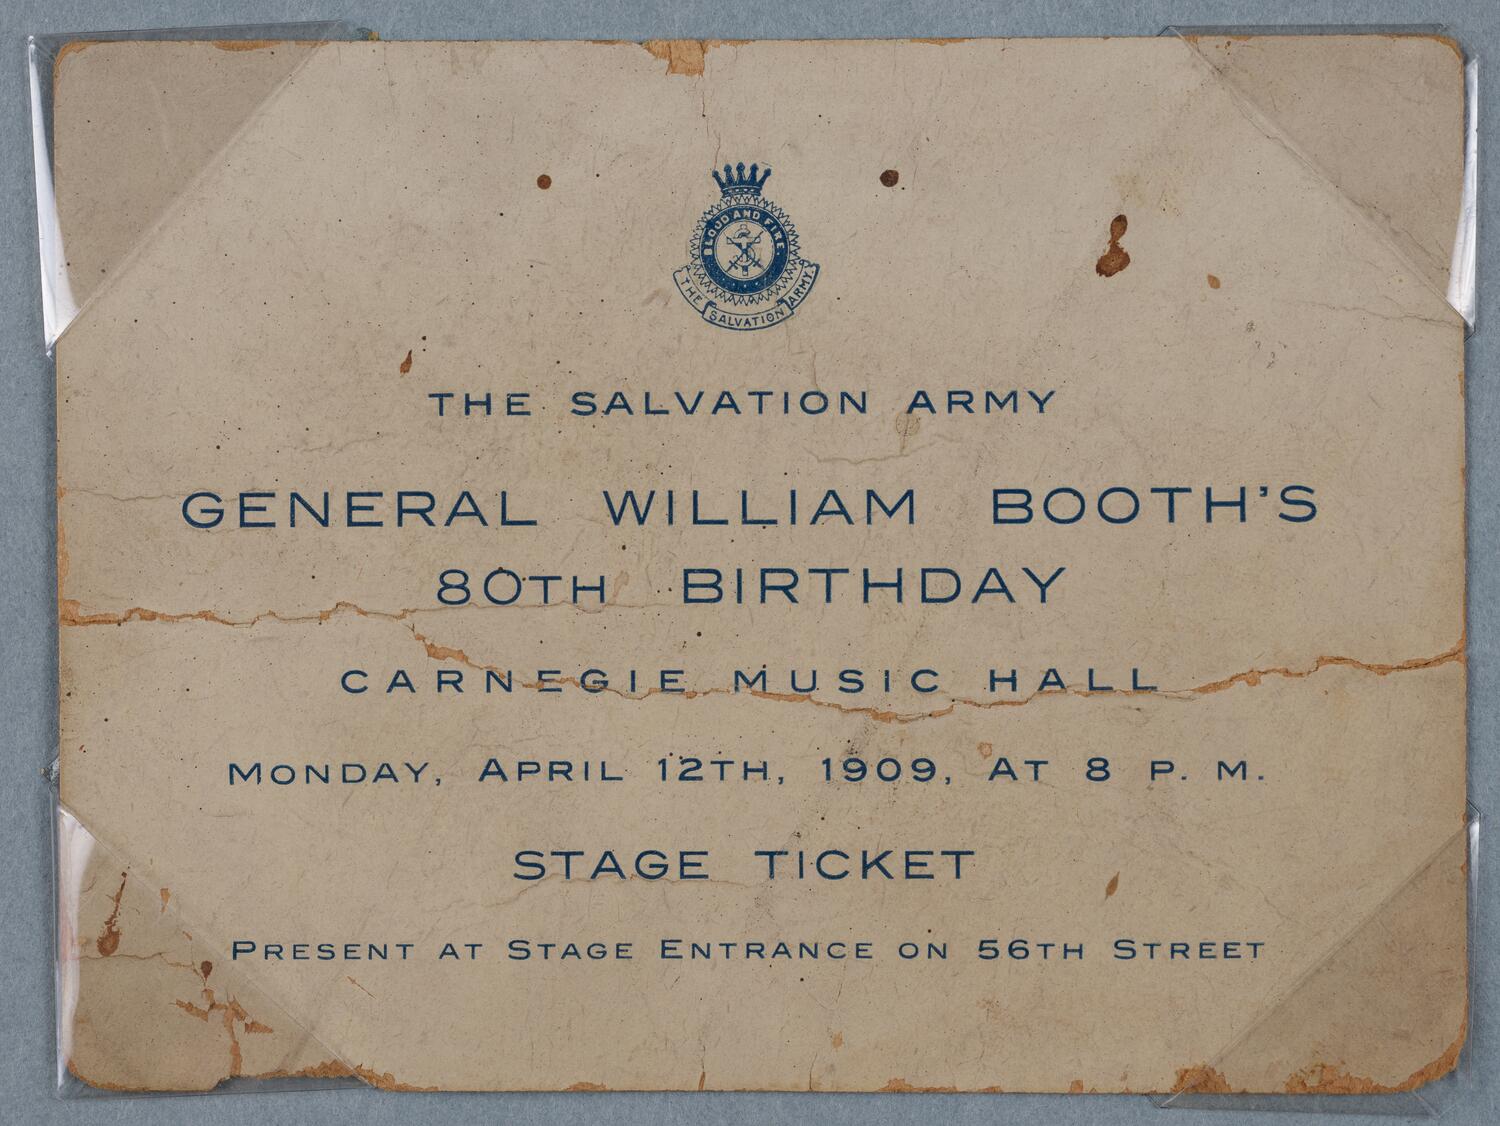 BLOOD AND FIRE
THE SALVATION ARMY
THE SALVATION ARMY
GENERAL WILLIAM BOOTH'S
80TH BIRTHDAY
CARNEGIE MUSIC HALL
MONDAY, APRIL 12TH, 1909, AT 8 P. M.
STAGE TICKET
PRESENT AT STAGE ENTRANCE ON 56TH STREET